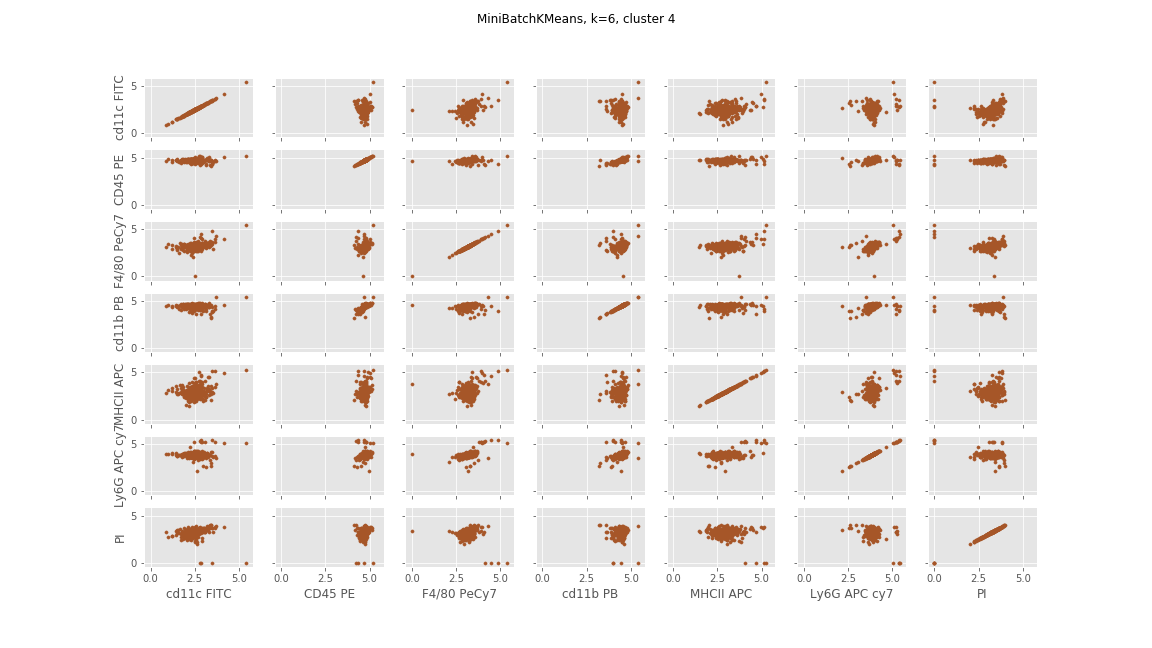 MiniBatchKMeans, k=6, cluster 4
cd11c FITC
5
0
CD45 PE
5
0
F4/80 PeCy7
5
0
cd11b PB
5
0
MHCII APC
5
0
Ly6G APC cy7
5
0
PI
5
0
0.0 2.5 5.0 0.0 2.5 5.0 0.0 2.5 5.0 0.0 2.5 5.0 0.0 2.5 5.0 0.0 2.5 5.0 0.0 2.5 5.0
cd11c FITC CD45 PE F4/80 PeCy7 cd11b PB MHCII APC Ly6G APC cy7 PI